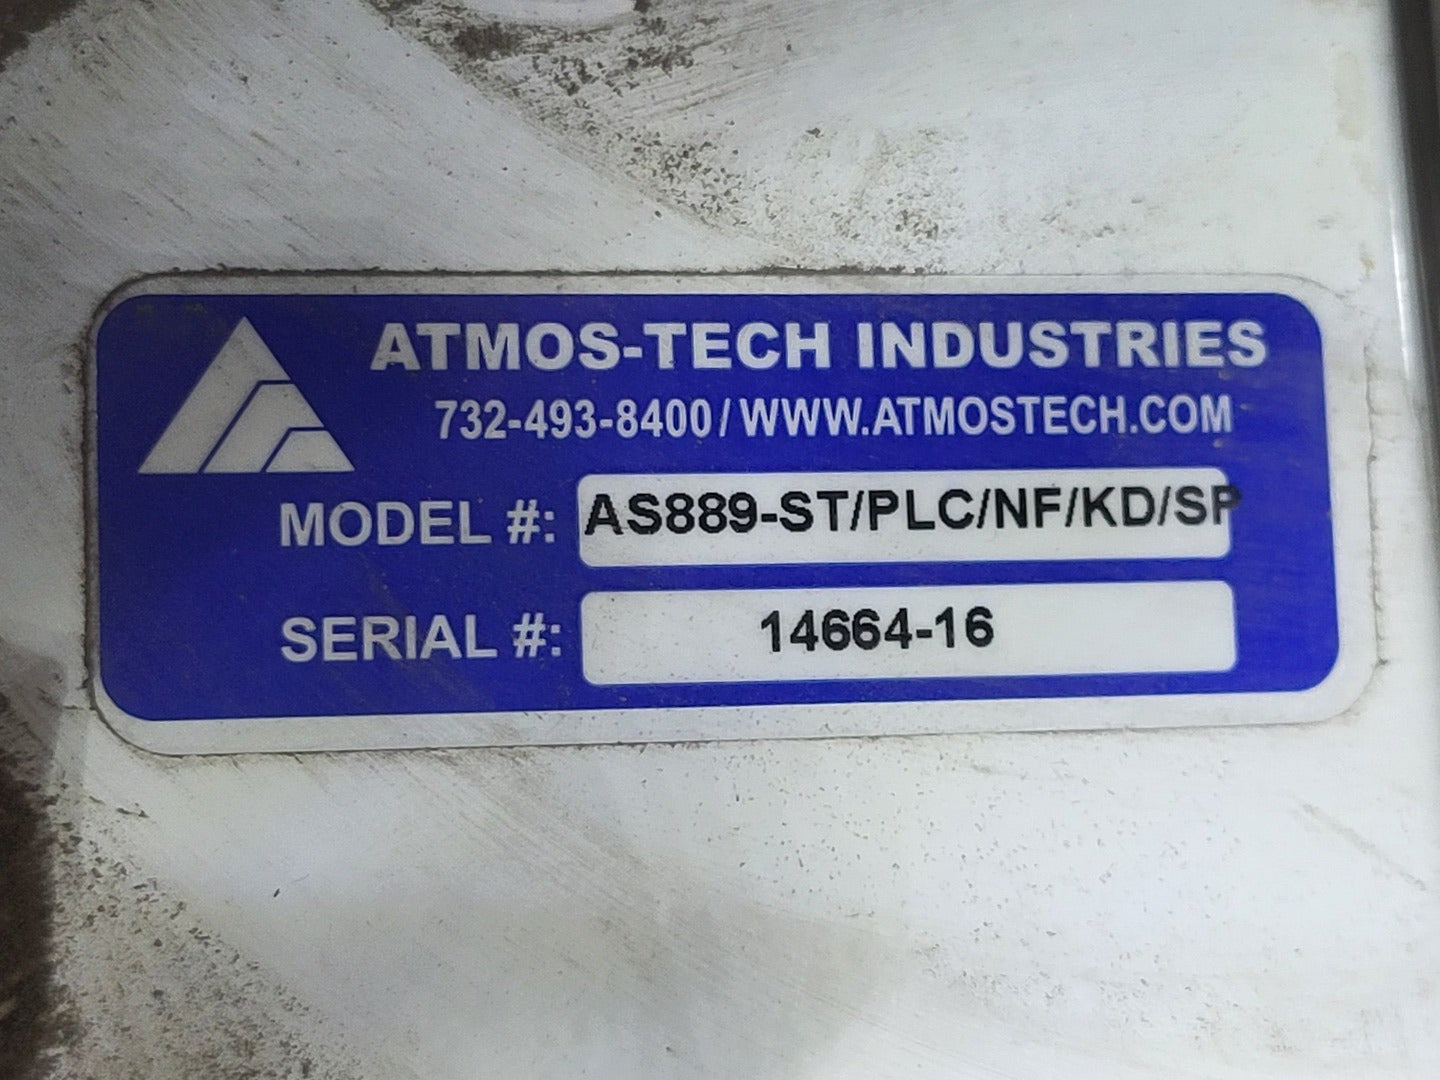 ATMOS-TECH INDUSTRIES
732-493-8400 / WWW.ATMOSTECH.COM
MODEL #: AS889-ST/PLC/NF/KD/SP
SERIAL #: 14664-16